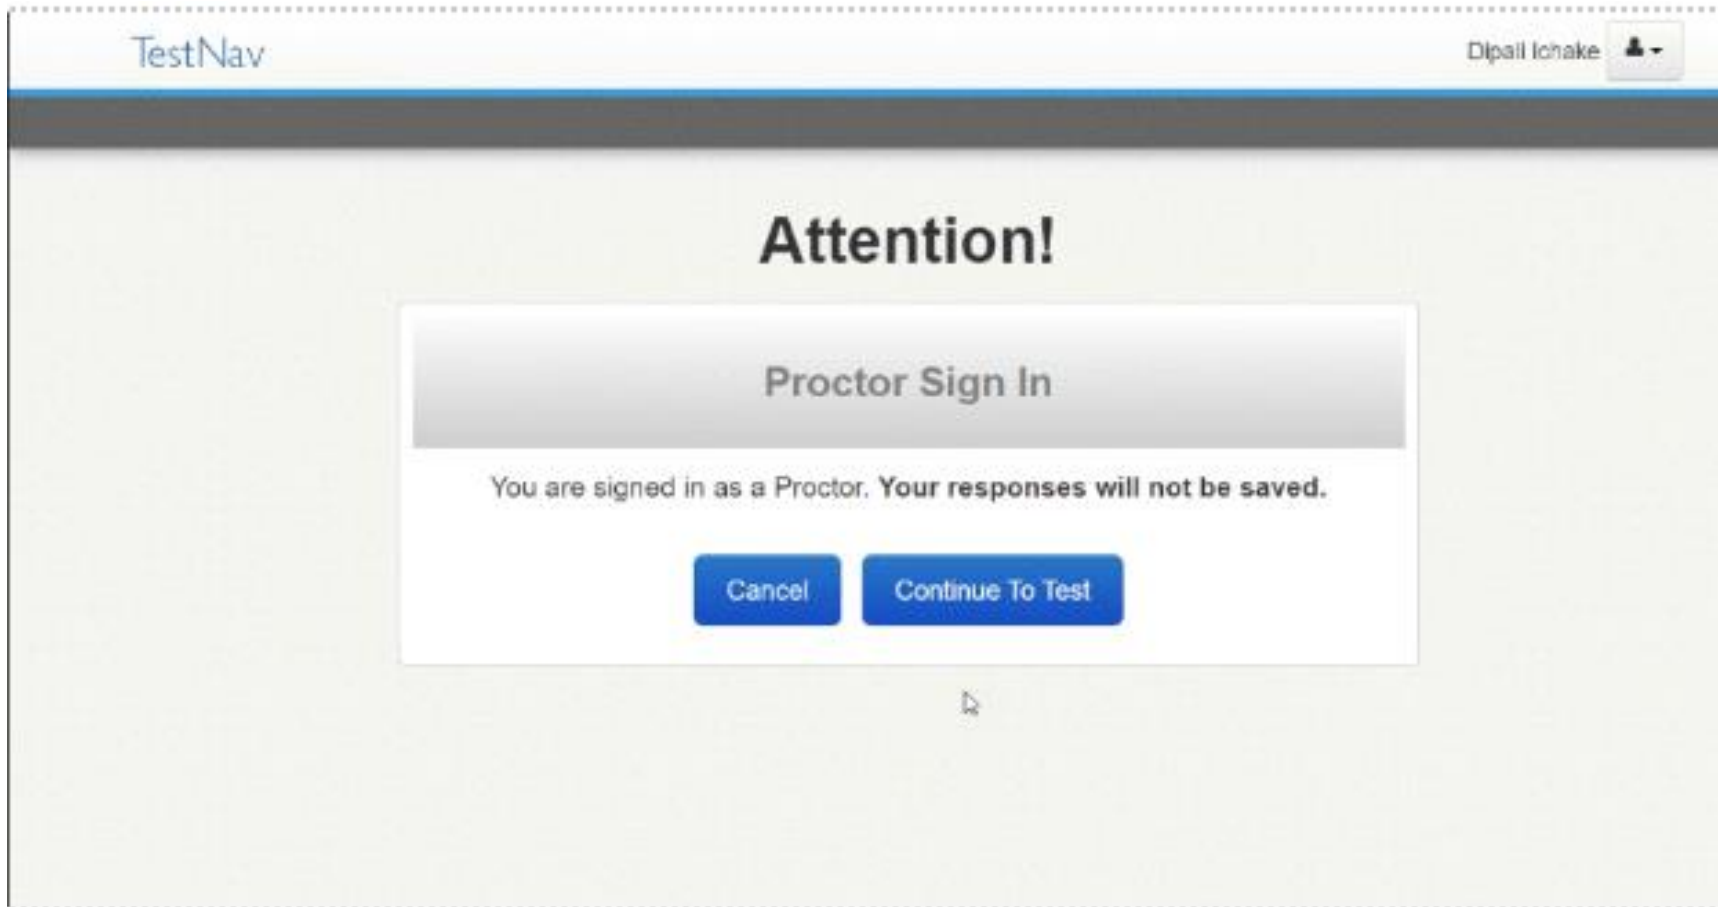 TestNav
Dipali Ichake
Attention!
Proctor Sign In
You are signed in as a Proctor. Your responses will not be saved.
Cancel
Continue To Test